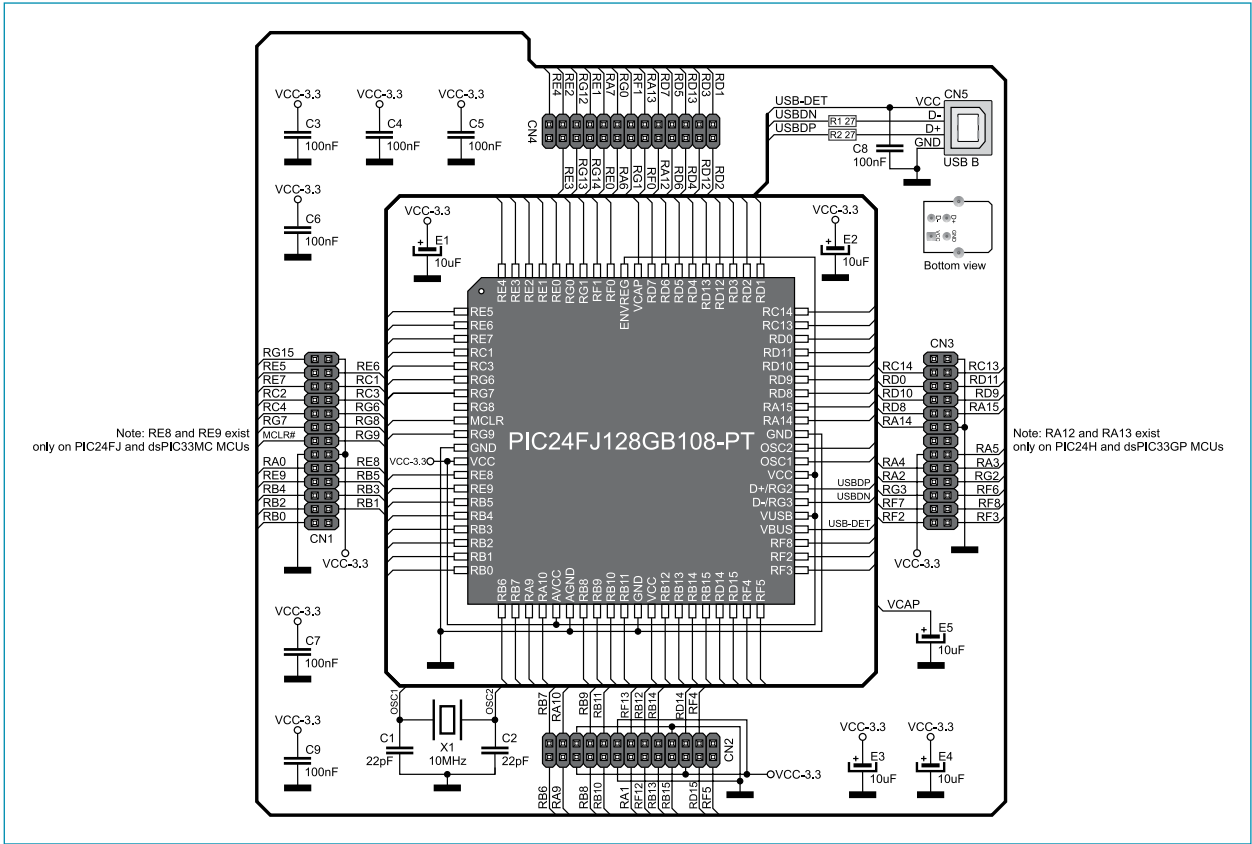 VCC-3.3
C3
100nF
VCC-3.3
C4
100nF
VCC-3.3
C5
100nF
VCC-3.3
C6
100nF
CN4
RE4
RE2
RG12
RE1
RA7
RG0
RF1
RA13
RD7
RD5
RD13
RD3
RD1
RE3
RG13
RG14
RE0
RA6
RG1
RF0
RA12
RD6
RD4
RD12
RD2
USB-DET
USBDN
USBDP
R1 27
R2 27
C8
100nF
VCC
D-
D+
GND
CN5
USB B
D-
D+
VCC
GND
Bottom view
VCC-3.3
E1
10uF
VCC-3.3
E2
10uF
RE4
RE3
RE2
RE1
RE0
RG0
RG1
RF1
RF0
ENVREG
VCAP
RD7
RD6
RD5
RD4
RD13
RD12
RD3
RD2
RD1
RE5
RE6
RE7
RC1
RC3
RG6
RG7
RG8
MCLR
RG9
GND
VCC
RE8
RE9
RB5
RB4
RB3
RB2
RB1
RB0
PIC24FJ128GB108-PT
RC14
RC13
RD0
RD11
RD10
RD9
RD8
RA15
RA14
GND
OSC2
OSC1
VCC
D+/RG2
D-/RG3
VUSB
VBUS
RF8
RF2
RF3
USBDP
USBDN
USB-DET
VCC-3.3
RB6
RB7
RA9
RA10
AVCC
AGND
RB8
RB9
RB10
RB11
GND
VCC
RB12
RB13
RB14
RB15
RD14
RD15
RF4
RF5
RG15
RE5
RE7
RC2
RC4
RG7
MCLR#
RA0
RE9
RB4
RB2
RB0
RE6
RC1
RC3
RG6
RG8
RG9
RE8
RB5
RB3
RB1
CN1
VCC-3.3
Note: RE8 and RE9 exist
only on PIC24FJ and dsPIC33MC MCUs
CN3
RC14
RD0
RD10
RD8
RA14
RA4
RA2
RG3
RF7
RF2
RC13
RD11
RD9
RA15
RA5
RA3
RG2
RF6
RF8
RF3
VCC-3.3
Note: RA12 and RA13 exist
only on PIC24H and dsPIC33GP MCUs
VCC-3.3
C7
100nF
VCAP
E5
10uF
VCC-3.3
C9
100nF
OSC1
OSC2
C1
22pF
X1
10MHz
C2
22pF
RB7
RA10
RB9
RB11
RF13
RB12
RB14
RD14
RF4
CN2
RB6
RA9
RB8
RB10
RA1
RF12
RB13
RB15
RD15
RF5
VCC-3.3
VCC-3.3
E3
10uF
VCC-3.3
E4
10uF